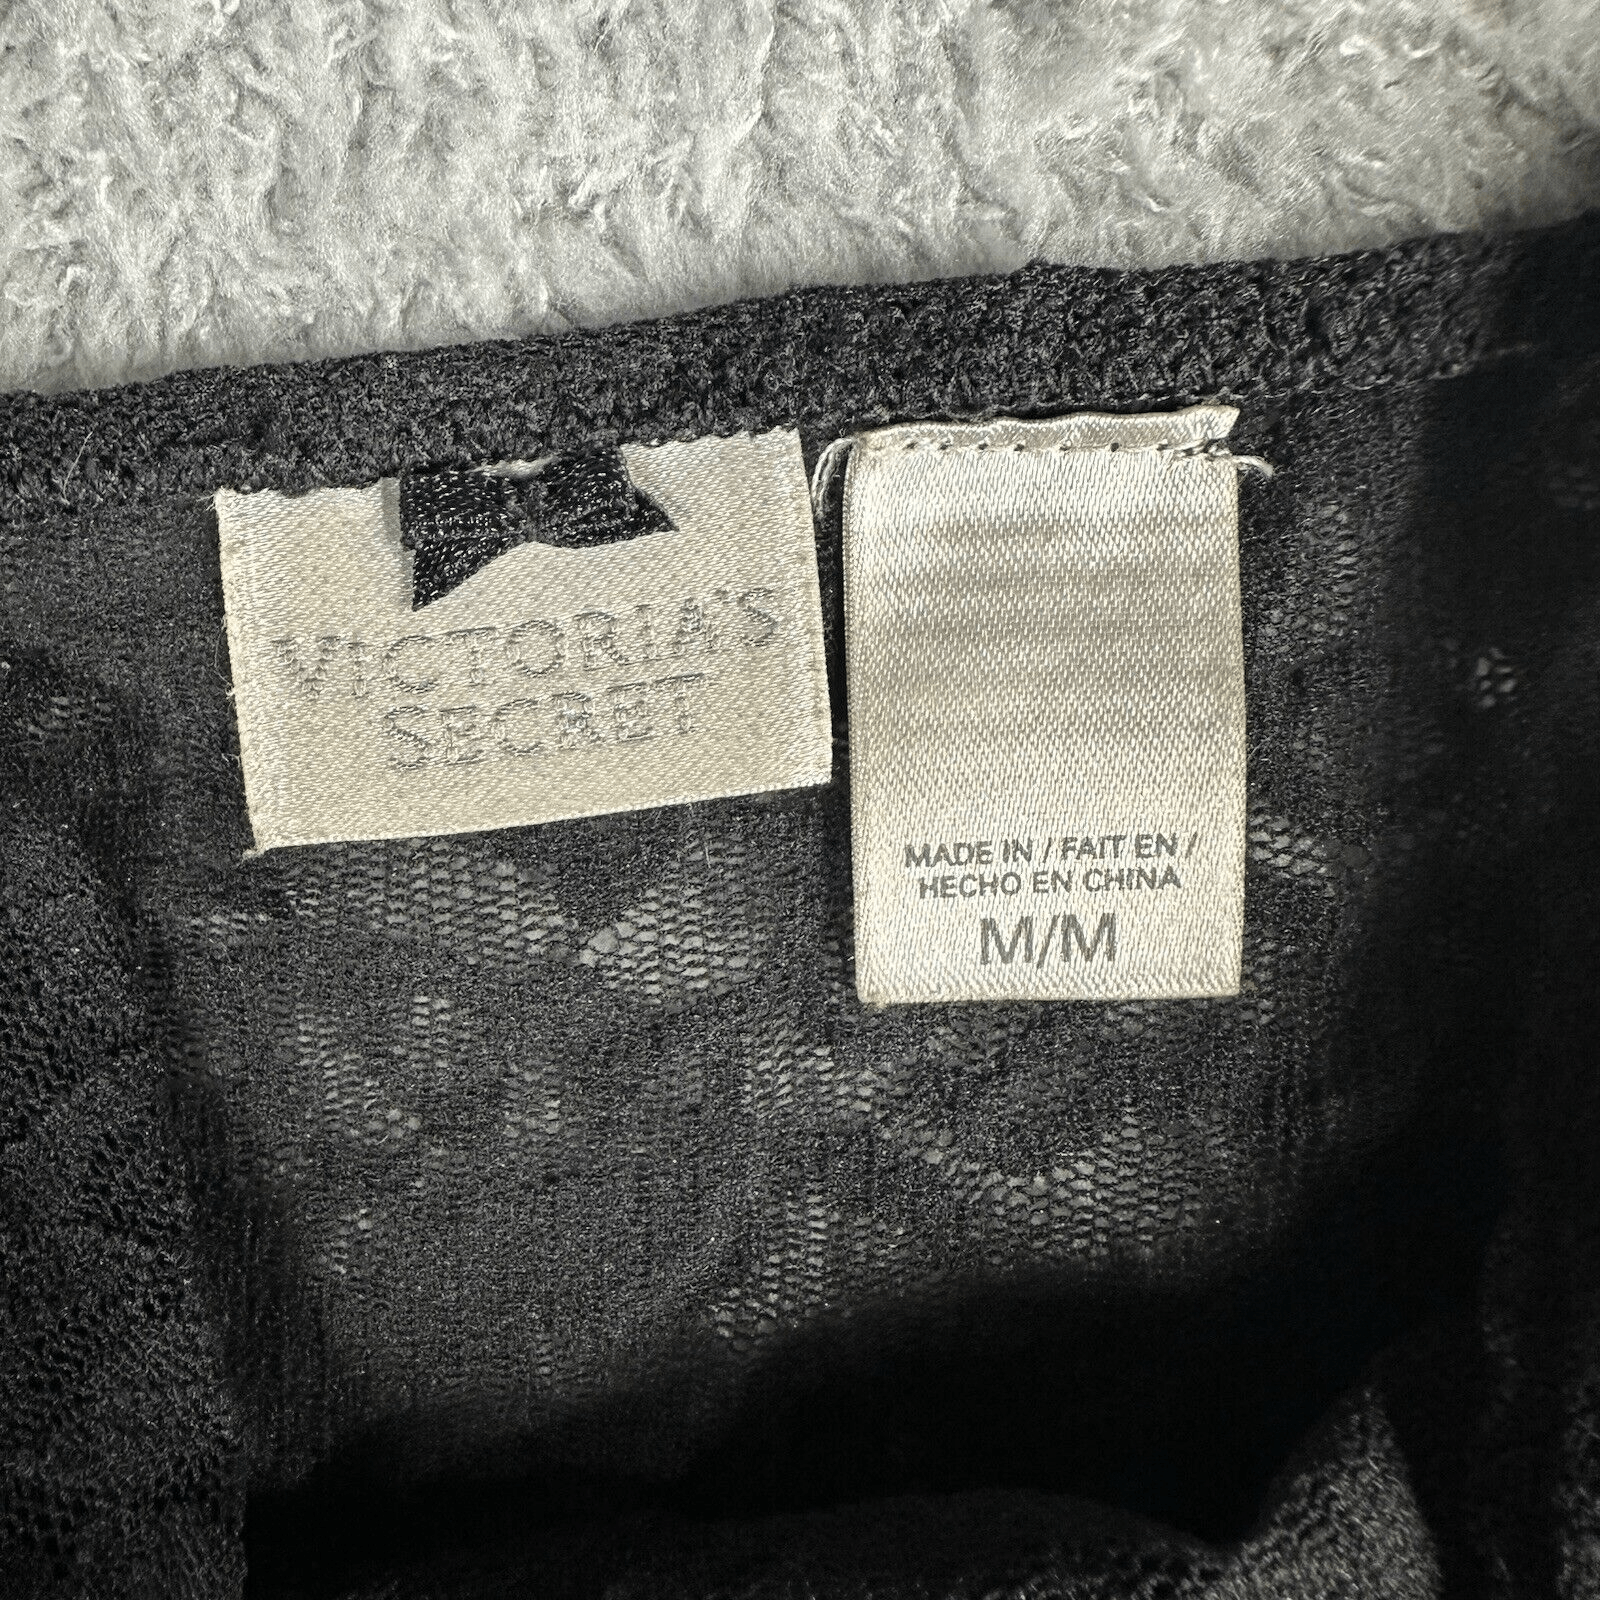 VICTORIA'S
SECRET
MADE IN / FAIT EN /
HECHO EN CHINA
M/M